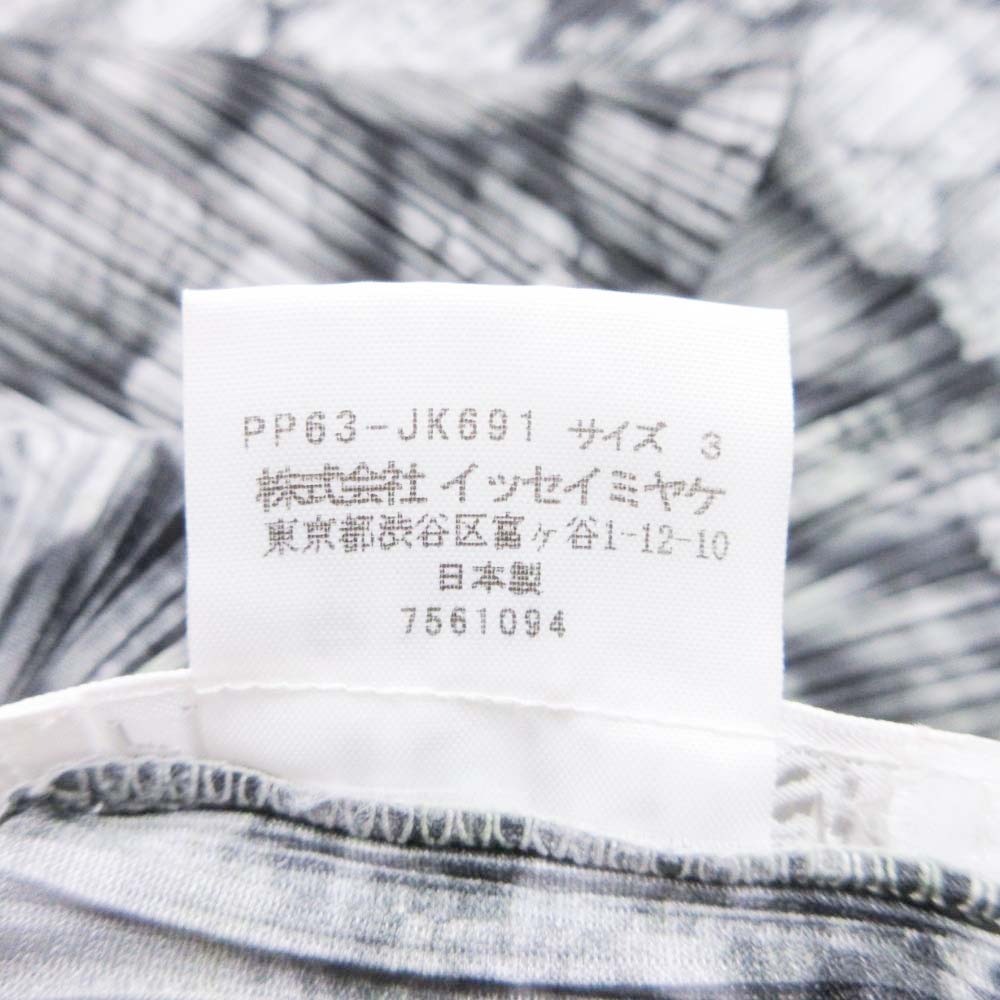 PP63-JK691 サイズ 3
株式会社 イッセイミヤケ
東京都渋谷区富ヶ谷1-12-10
日本製
7561094